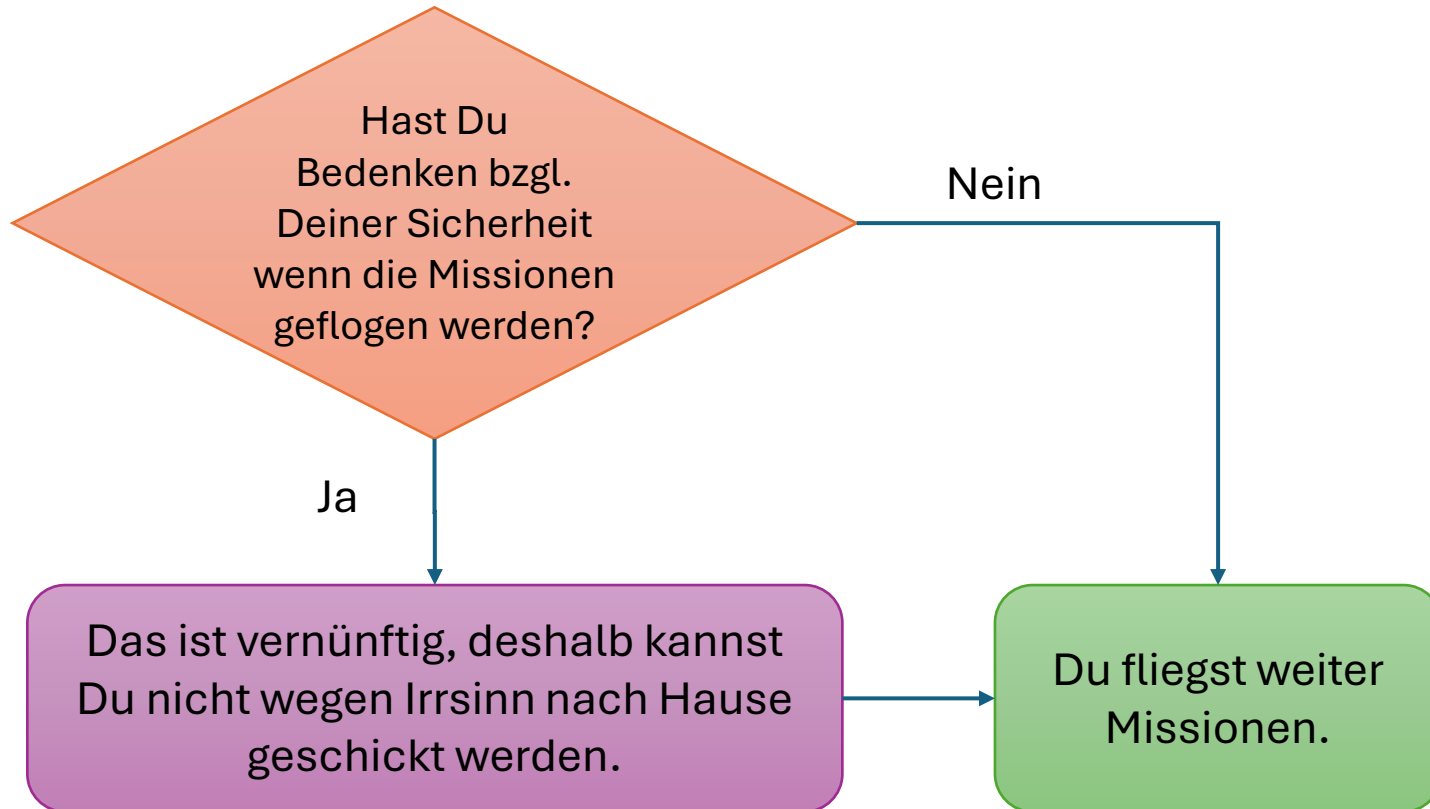 Hast Du
Bedenken bzgl.
Deiner Sicherheit
wenn die Missionen
geflogen werden?
Nein
Ja
Das ist vernünftig, deshalb kannst
Du nicht wegen Irrsinn nach Hause
geschickt werden.
Du fliegst weiter
Missionen.